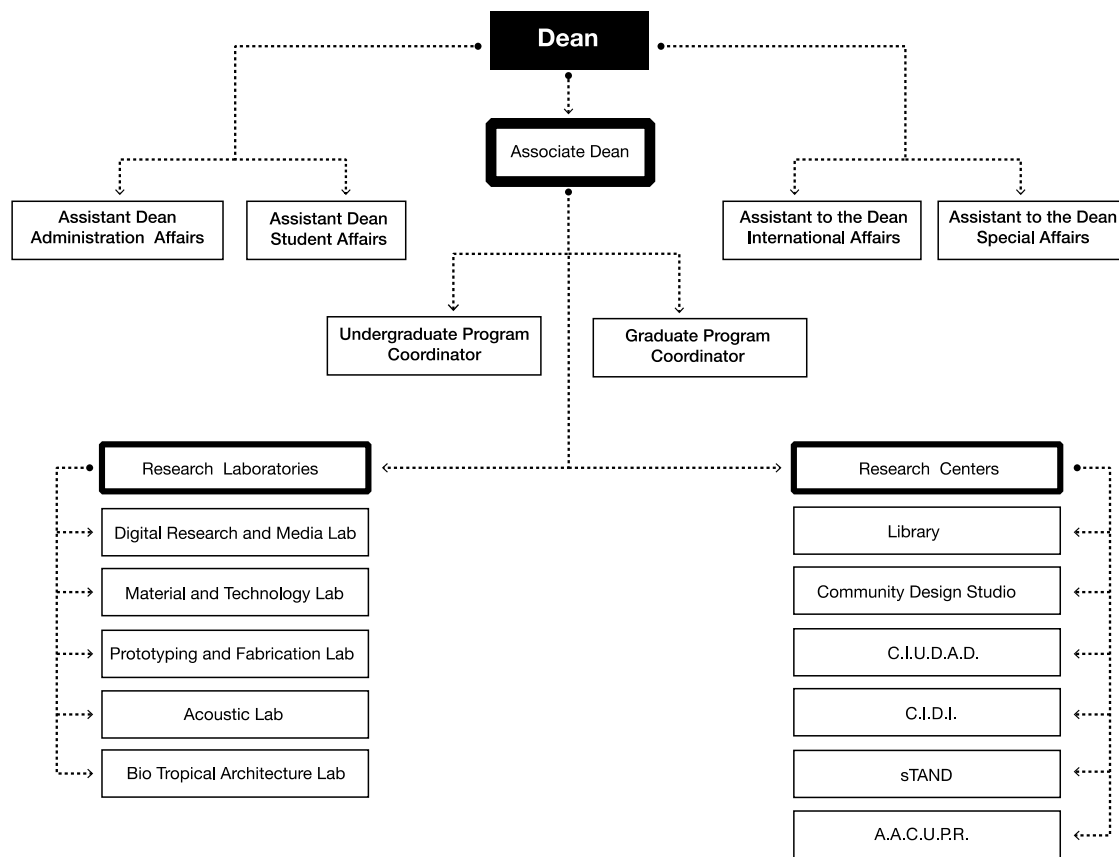 Dean
Associate Dean
Assistant Dean
Administration Affairs
Assistant Dean
Student Affairs
Assistant to the Dean
International Affairs
Assistant to the Dean
Special Affairs
Undergraduate Program
Coordinator
Graduate Program
Coordinator
Research Laboratories
Digital Research and Media Lab
Material and Technology Lab
Prototyping and Fabrication Lab
Acoustic Lab
Bio Tropical Architecture Lab
Research Centers
Library
Community Design Studio
C.I.U.D.A.D.
C.I.D.I.
sTAND
A.A.C.U.P.R.